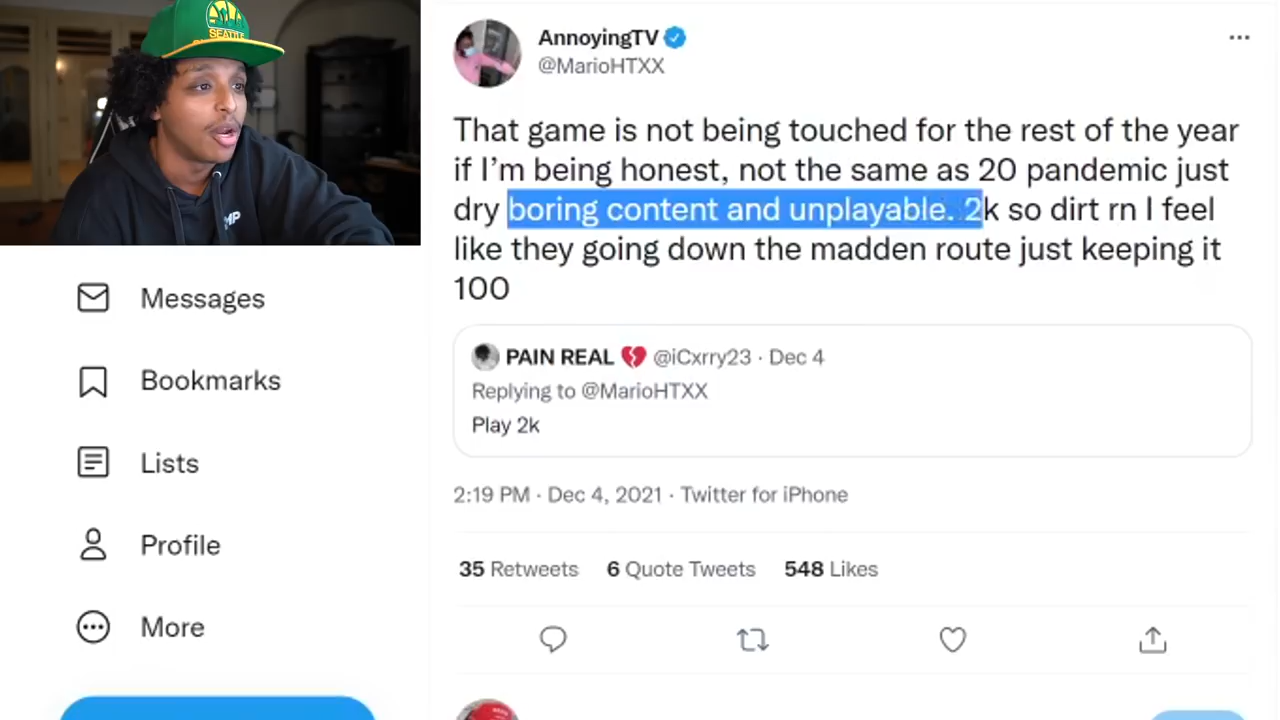 SEATTLE
MP
AnnoyingTV
@MarioHTXX
That game is not being touched for the rest of the year
if I’m being honest, not the same as 20 pandemic just
dry boring content and unplayable. 2k so dirt rn I feel
like they going down the madden route just keeping it
100
PAIN REAL 💔 @iCxrry23 · Dec 4
Replying to @MarioHTXX
Play 2k
2:19 PM · Dec 4, 2021 · Twitter for iPhone
35 Retweets 6 Quote Tweets 548 Likes
Messages
Bookmarks
Lists
Profile
More